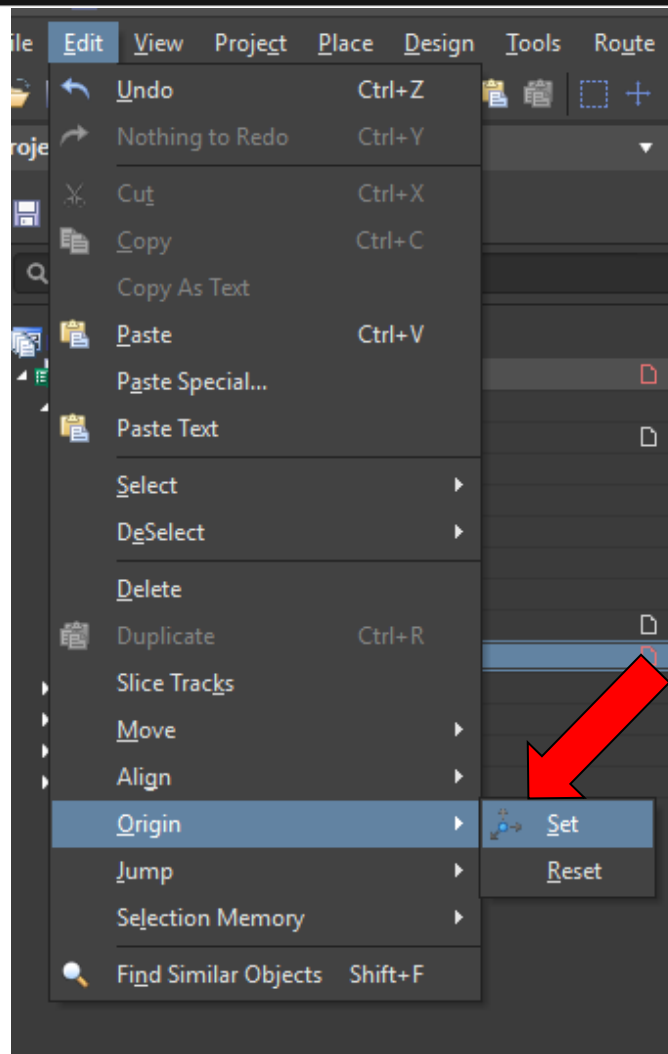 ile Edit View Project Place Design Tools Route
roje
Undo Ctrl+Z
Nothing to Redo Ctrl+Y
Cut Ctrl+X
Copy Ctrl+C
Copy As Text
Paste Ctrl+V
Paste Special...
Paste Text
Select
DeSelect
Delete
Duplicate Ctrl+R
Slice Tracks
Move
Align
Origin
Set
Jump
Reset
Selection Memory
Find Similar Objects Shift+F